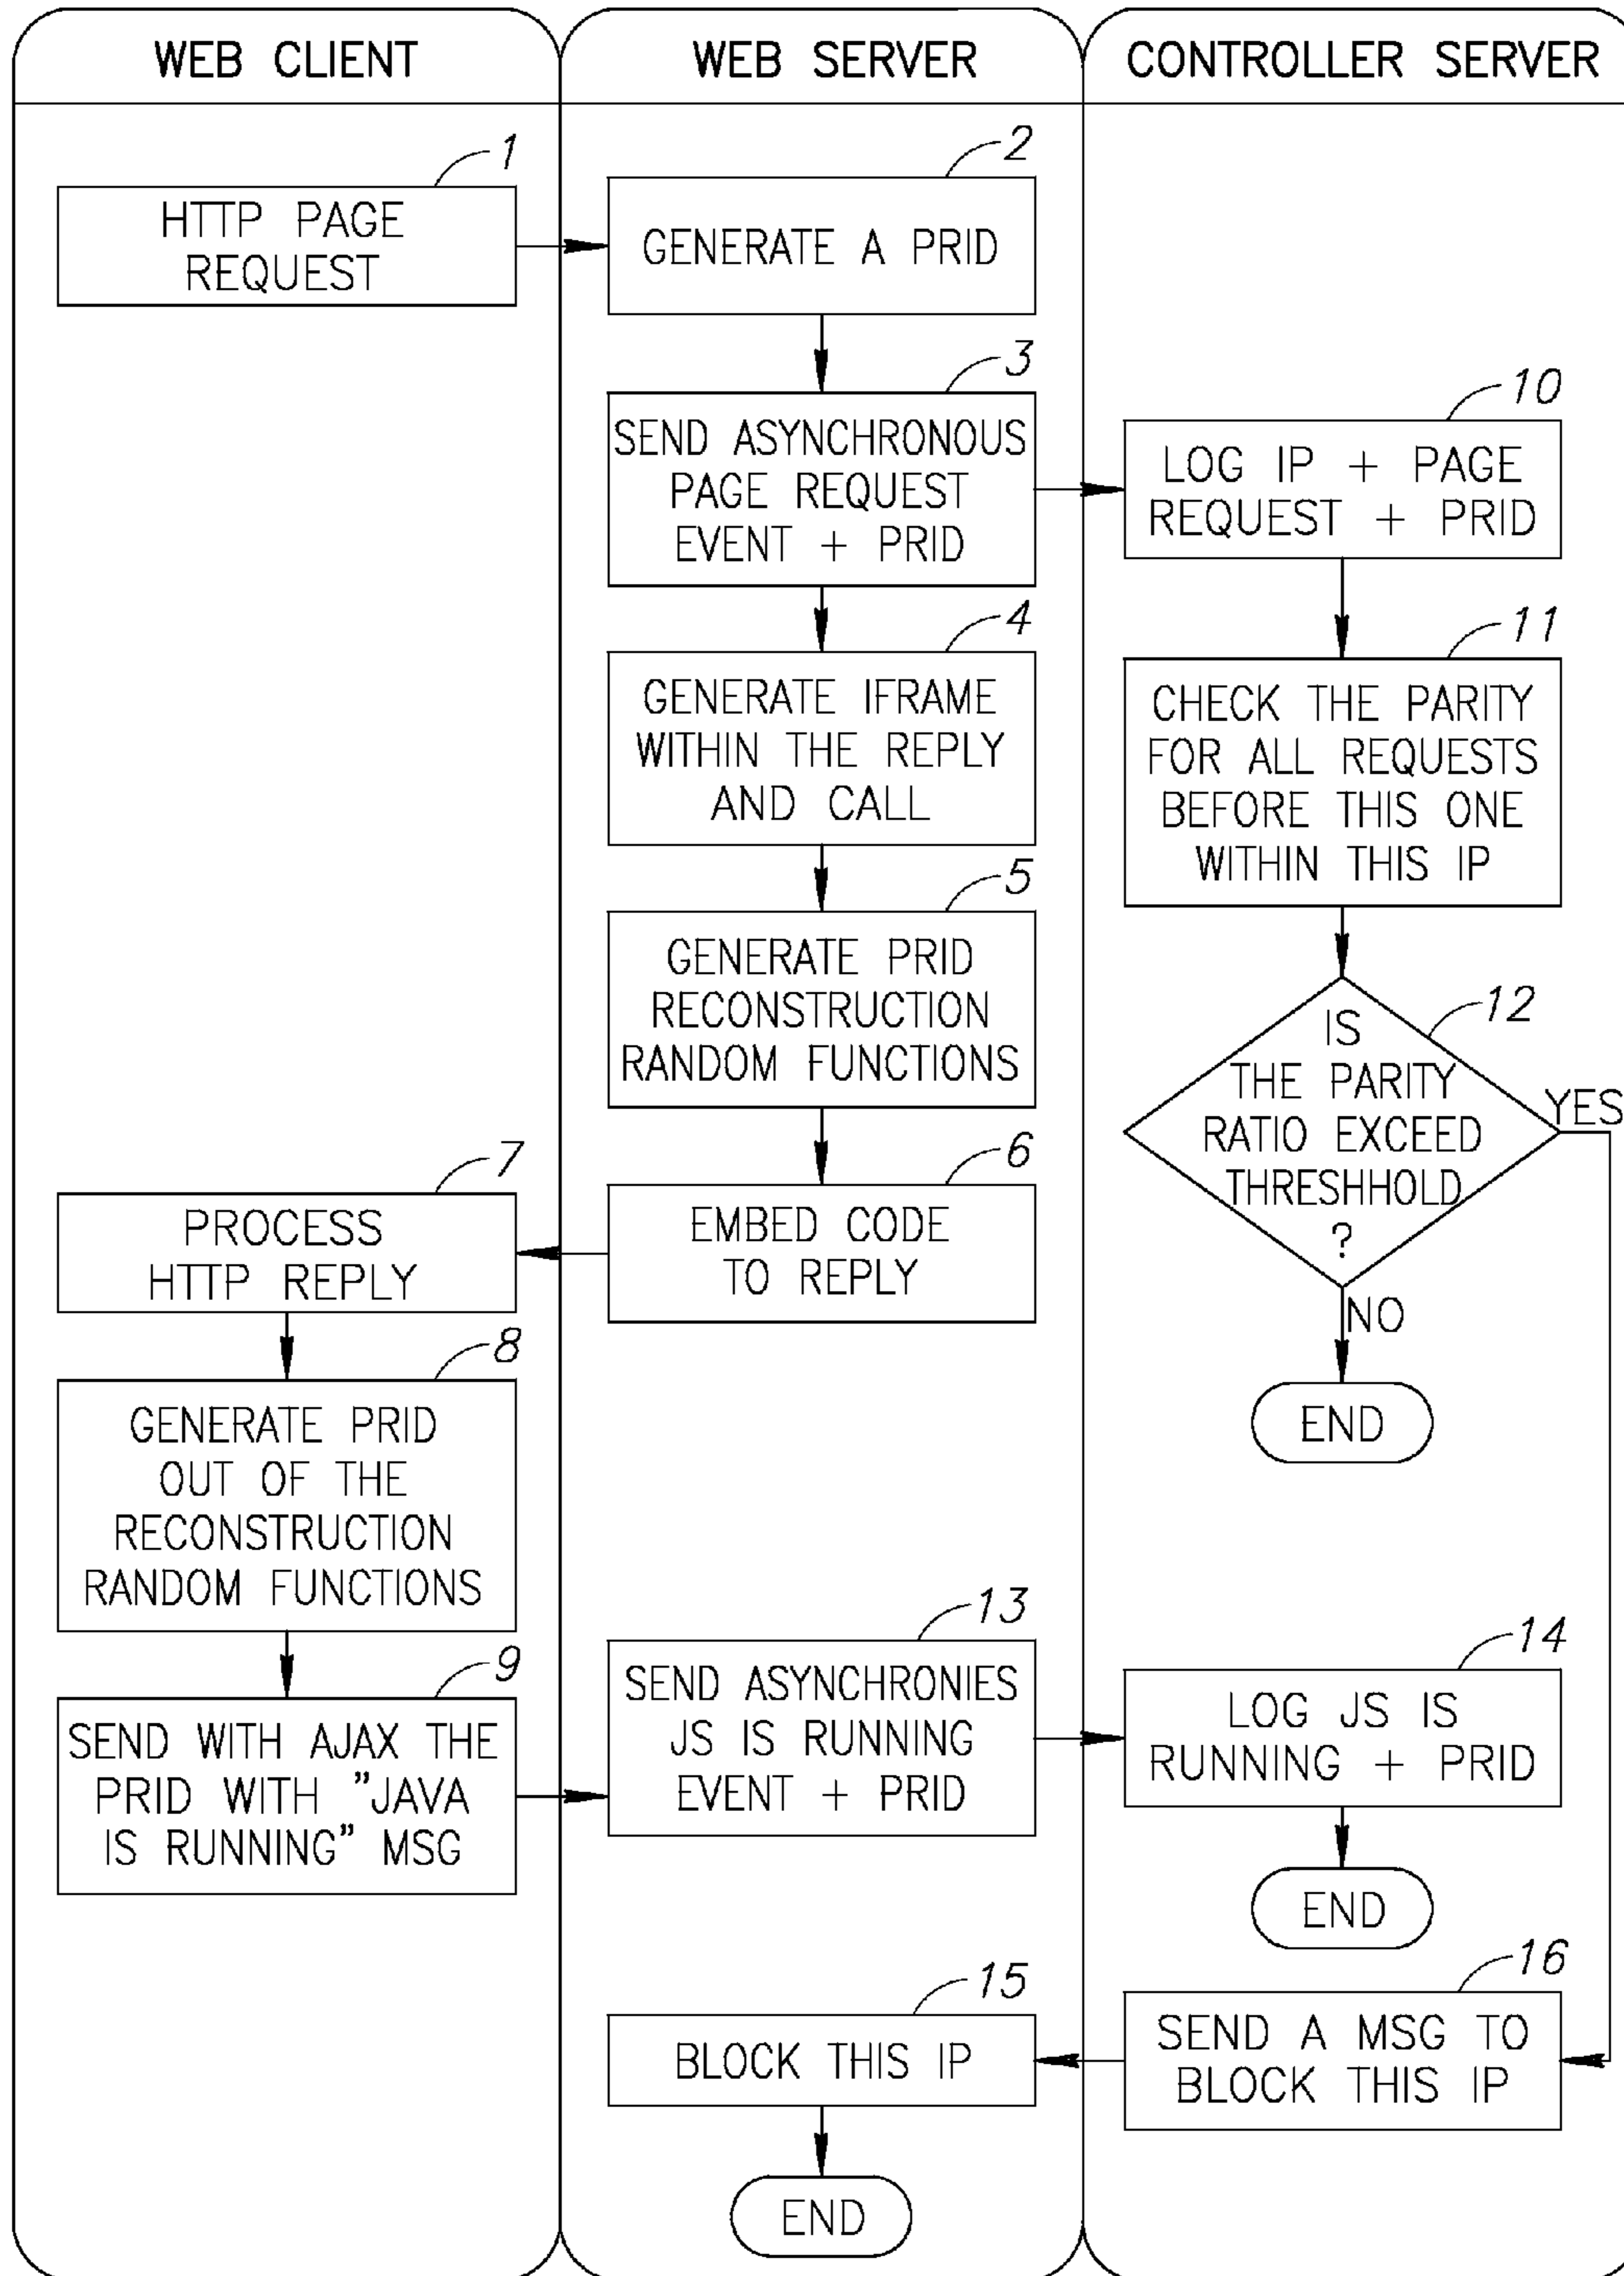 WEB CLIENT
WEB SERVER
CONTROLLER SERVER
1
HTTP PAGE
REQUEST
2
GENERATE A PRID
3
SEND ASYNCHRONOUS
PAGE REQUEST
EVENT + PRID
10
LOG IP + PAGE
REQUEST + PRID
4
GENERATE IFRAME
WITHIN THE REPLY
AND CALL
11
CHECK THE PARITY
FOR ALL REQUESTS
BEFORE THIS ONE
WITHIN THIS IP
5
GENERATE PRID
RECONSTRUCTION
RANDOM FUNCTIONS
12
IS
THE PARITY
RATIO EXCEED
THRESHHOLD
?
YES
NO
END
6
EMBED CODE
TO REPLY
7
PROCESS
HTTP REPLY
8
GENERATE PRID
OUT OF THE
RECONSTRUCTION
RANDOM FUNCTIONS
9
SEND WITH AJAX THE
PRID WITH "JAVA
IS RUNNING" MSG
13
SEND ASYNCHRONIES
JS IS RUNNING
EVENT + PRID
14
LOG JS IS
RUNNING + PRID
END
15
BLOCK THIS IP
16
SEND A MSG TO
BLOCK THIS IP
END